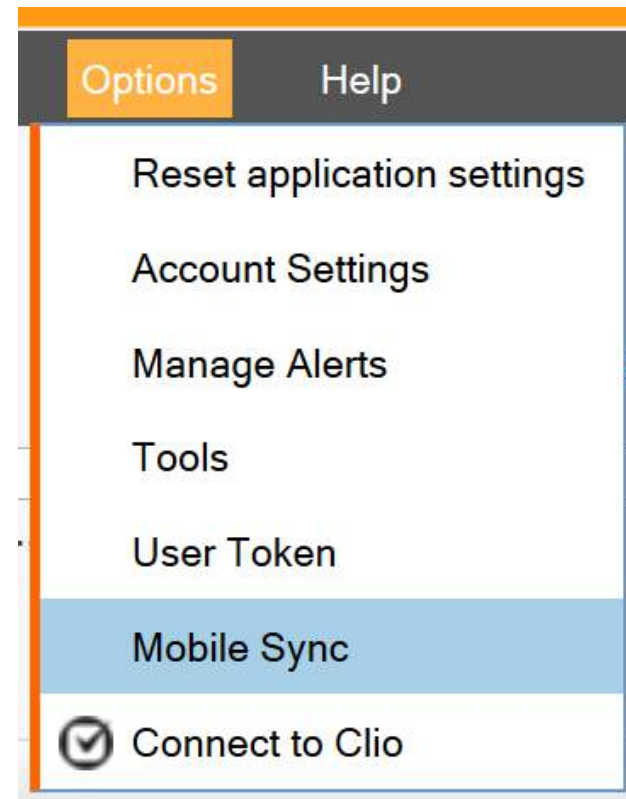 Options Help
Reset application settings
Account Settings
Manage Alerts
Tools
User Token
Mobile Sync
Connect to Clio